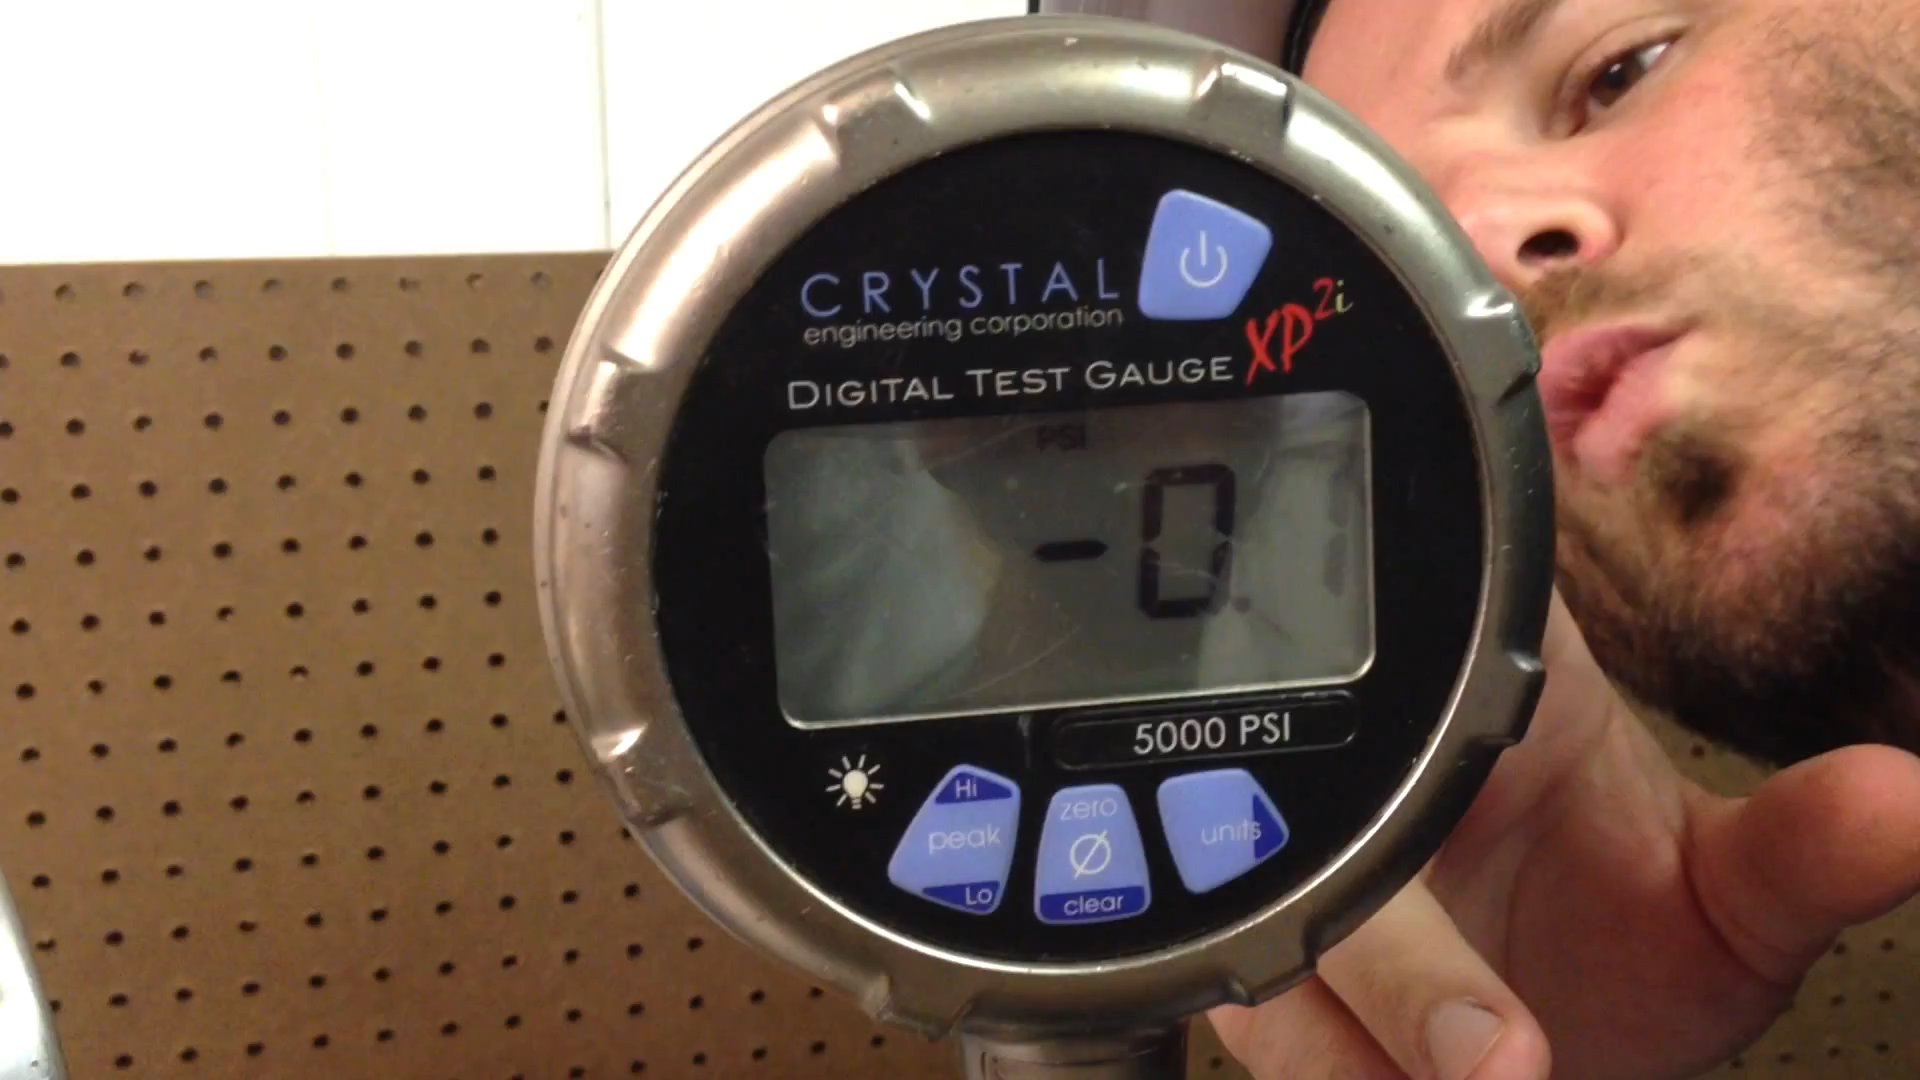 CRYSTAL
engineering corporation
DIGITAL TEST GAUGE XP2i
PSI
-0.
5000 PSI
Hi
peak
Lo
zero
clear
units